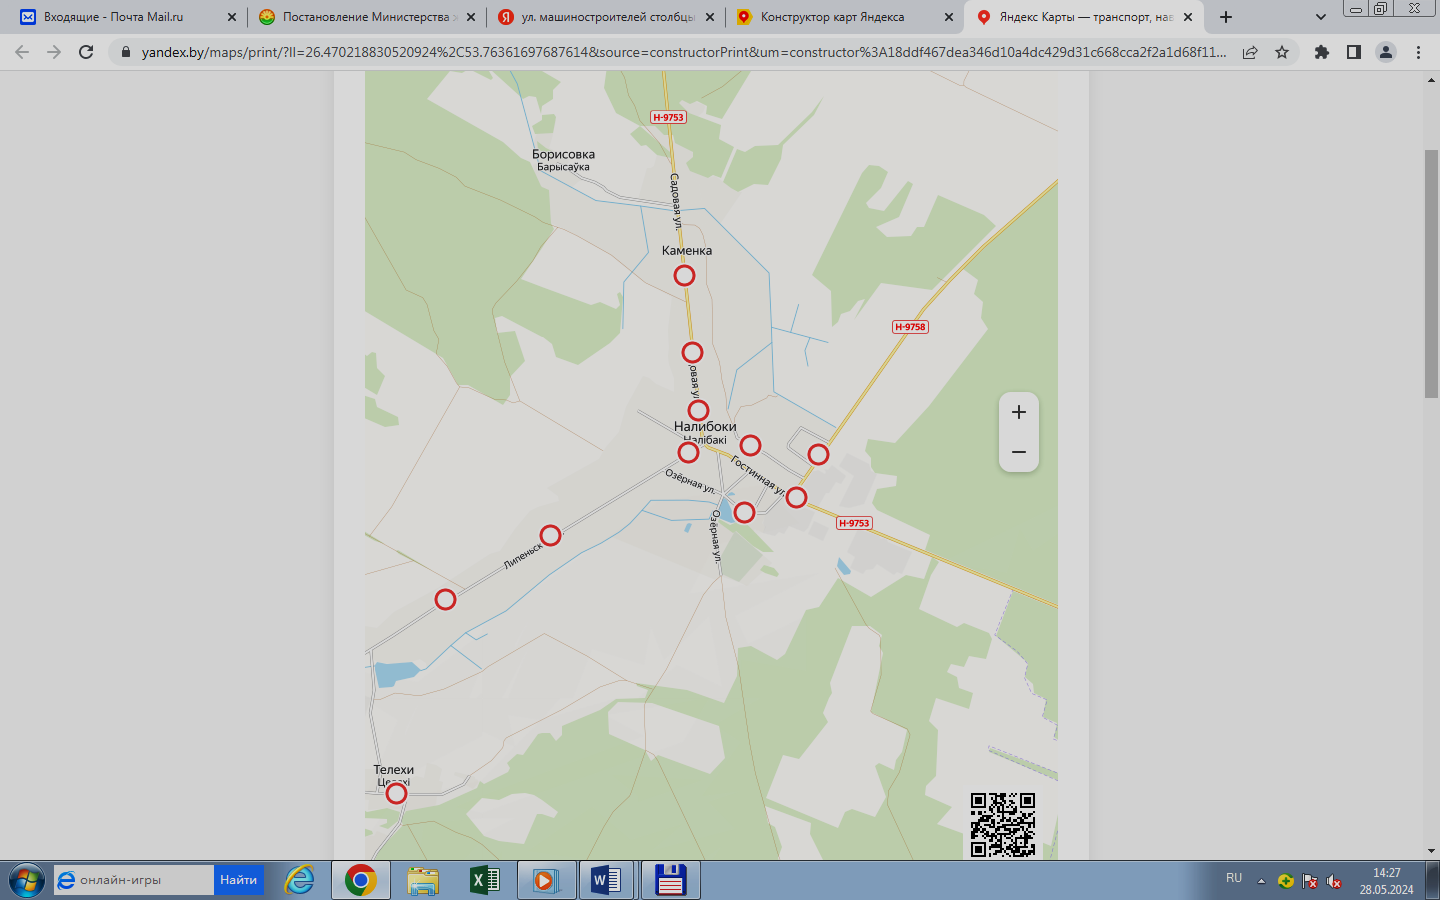 Входящие - Почта Mail.ru
Постановление Министерства
ул. машиностроителей столбцы
Конструктор карт Яндекса
Яндекс Карты — транспорт, нав
yandex.by/maps/print/?ll=26.470218830520924%2C53.76361697687614&source=constructorPrint&um=constructor%3A18ddf467dea346d10a4dc429d31c668cca2f2a1d68f11...
Н-9753
Борисовка
Барысаўка
Садовая ул.
Каменка
Н-9758
овая ул
Налибоки
Налібакі
Гостинная ул.
Озёрная ул.
Озёрная ул.
Н-9753
Липеньск
Телехи
онлайн-игры
Найти
RU
14:27
28.05.2024